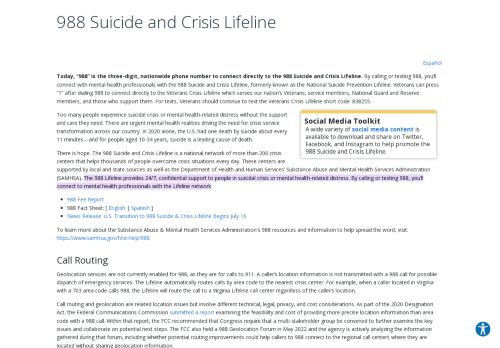 988 Suicide and Crisis Lifeline
Español
Today, "988" is the three-digit, nationwide phone number to connect directly to the 988 Suicide and Crisis Lifeline. By calling or texting 988, you'll
connect with mental health professionals with the 988 Suicide and Crisis Lifeline, formerly known as the National Suicide Prevention Lifeline. Veterans can press
"1" after dialing 988 to connect directly to the Veterans Crisis Lifeline which serves our nation's Veterans, service members, National Guard and Reserve
members, and those who support them. For texts, Veterans should continue to text the Veterans Crisis Lifeline short code: 838255.
Too many people experience suicidal crisis or mental health-related distress without the support
and care they need. There are urgent mental health realities driving the need for crisis service
transformation across our country. In 2020 alone, the U.S. had one death by suicide about every
11 minutes—and for people aged 10-34 years, suicide is a leading cause of death.
Social Media Toolkit
A wide variety of social media content is
available to download and share on Twitter,
Facebook, and Instagram to help promote the
988 Suicide and Crisis Lifeline.
There is hope. The 988 Suicide and Crisis Lifeline is a national network of more than 200 crisis
centers that helps thousands of people overcome crisis situations every day. These centers are
supported by local and state sources as well as the Department of Health and Human Services' Substance Abuse and Mental Health Services Administration
(SAMHSA). The 988 Lifeline provides 24/7, confidential support to people in suicidal crisis or mental health-related distress. By calling or texting 988, you'll
connect to mental health professionals with the Lifeline network.
988 Fee Report
988 Fact Sheet: [ English | Spanish ]
News Release: U.S. Transition to 988 Suicide & Crisis Lifeline Begins July 16
To learn more about the Substance Abuse & Mental Health Services Administration's 988 resources and information to help spread the word, visit:
https://www.samhsa.gov/find-help/988.
Call Routing
Geolocation services are not currently enabled for 988, as they are for calls to 911. A caller's location information is not transmitted with a 988 call for possible
dispatch of emergency services. The Lifeline automatically routes calls by area code to the nearest crisis center. For example, when a caller located in Virginia
with a 703 area code calls 988, the Lifeline will route the call to a Virginia Lifeline call center regardless of the caller's location.
Call routing and geolocation are related location issues but involve different technical, legal, privacy, and cost considerations. As part of the 2020 Designation
Act, the Federal Communications Commission submitted a report examining the feasibility and cost of providing more precise location information than area
code with a 988 call. Within that report, the FCC recommended that Congress require that a multi-stakeholder group be convened to further examine the key
issues and collaborate on potential next steps. The FCC also held a 988 Geolocation Forum in May 2022 and the agency is actively analyzing the information
gathered during that forum, including whether potential routing improvements could help callers to 988 connect to the regional call centers where they are
located without sharing geolocation information.